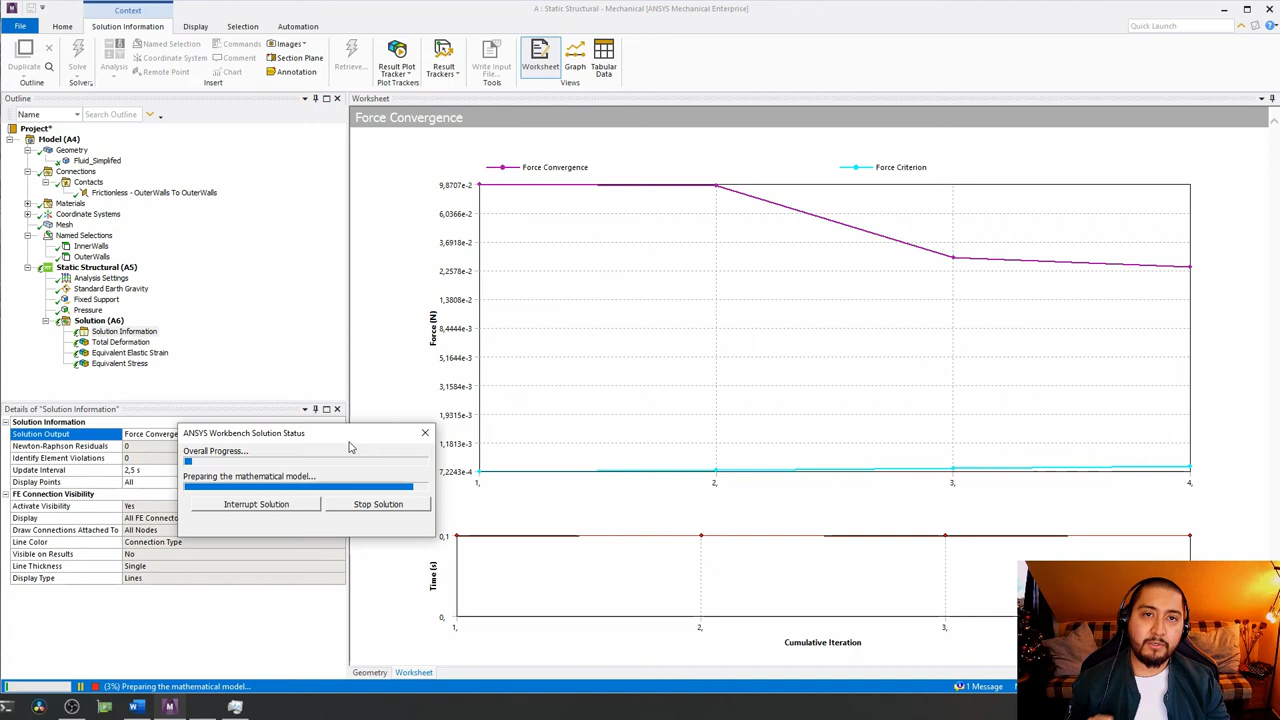 Context
A : Static Structural - Mechanical [ANSYS Mechanical Enterprise]
File
Home
Solution Information
Display
Selection
Automation
Quick Launch
Duplicate
Solve
Analysis
Named Selection
Coordinate System
Remote Point
Commands
Comment
Chart
Images
Section Plane
Annotation
Retrieve...
Result Plot Tracker
Result Trackers
Write Input File...
Worksheet
Graph
Tabular Data
Outline
Solver
Insert
Plot Trackers
Tools
Views
Outline
Name
Search Outline
Project*
Model (A4)
Geometry
Fluid_Simplifed
Connections
Contacts
Frictionless - OuterWalls To OuterWalls
Materials
Coordinate Systems
Mesh
Named Selections
InnerWalls
OuterWalls
Static Structural (A5)
Analysis Settings
Standard Earth Gravity
Fixed Support
Pressure
Solution (A6)
Solution Information
Total Deformation
Equivalent Elastic Strain
Equivalent Stress
Details of "Solution Information"
Solution Information
Solution Output Force Converge
Newton-Raphson Residuals 0
Identify Element Violations 0
Update Interval 2,5 s
Display Points All
FE Connection Visibility
Activate Visibility Yes
Display All FE Connecto
Draw Connections Attached To All Nodes
Line Color Connection Type
Visible on Results No
Line Thickness Single
Display Type Lines
ANSYS Workbench Solution Status
Overall Progress...
Preparing the mathematical model...
Interrupt Solution
Stop Solution
Worksheet
Force Convergence
Force Convergence
Force Criterion
9,8707e-2
6,0366e-2
3,6918e-2
2,2578e-2
1,3808e-2
8,4444e-3
5,1644e-3
3,1584e-3
1,9315e-3
1,1813e-3
7,2243e-4
Force (N)
1, 2, 3, 4,
0,1
0,
Time (s)
1, 2, 3,
Cumulative Iteration
Geometry
Worksheet
(3%) Preparing the mathematical model...
1 Message